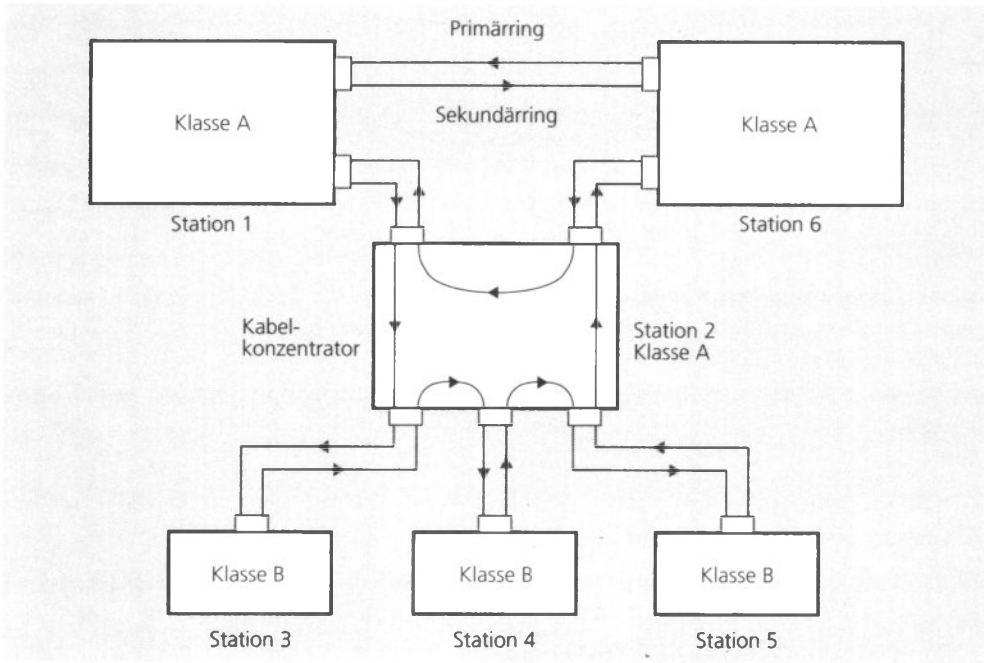 Primärring
Klasse A
Klasse A
Sekundärring
Station 1
Station 6
Kabel-
konzentrator
Station 2
Klasse A
Klasse B
Klasse B
Klasse B
Station 3
Station 4
Station 5